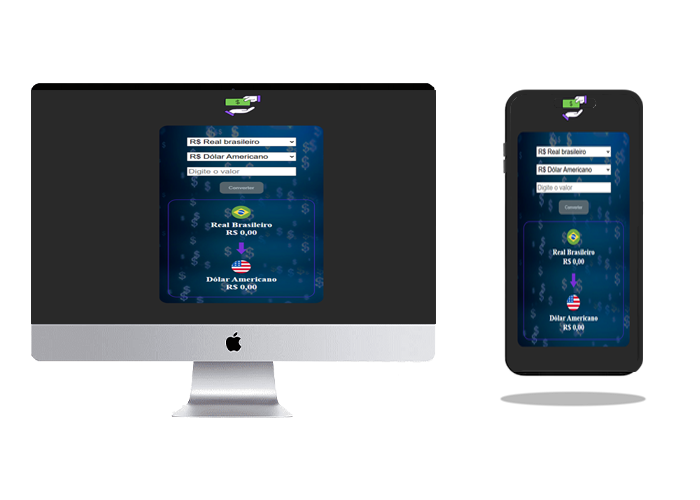 $
R$ Real brasileiro
R$ Dólar Americano
Digite o valor
Converter
Real Brasileiro
R$ 0,00
Dólar Americano
R$ 0,00
$
R$ Real brasileiro
R$ Dólar Americano
Digite o valor
Converter
Real Brasileiro
R$ 0,00
Dólar Americano
R$ 0,00